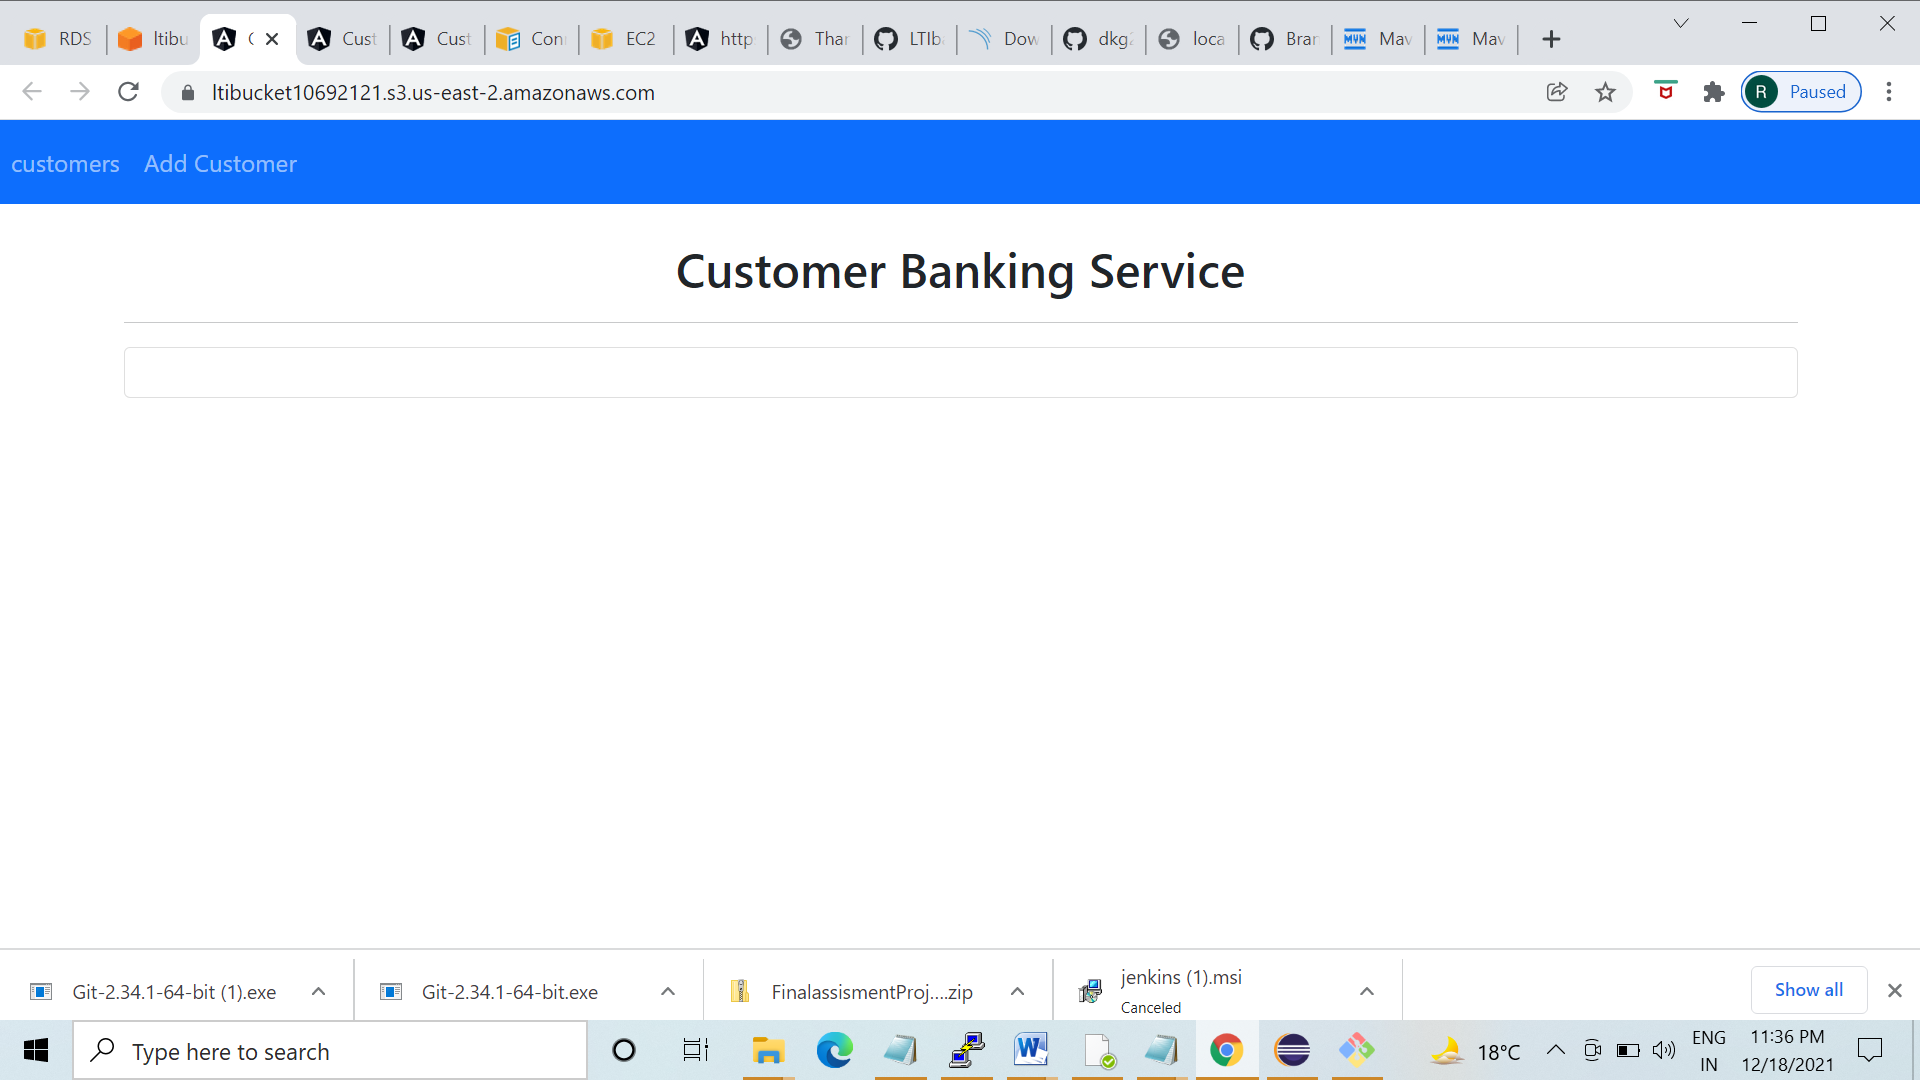 RDS ltibu ( Cust Cust Con EC2 http Thar LTIb Dow dkg2 loca Bran Mav Mav
ltibucket10692121.s3.us-east-2.amazonaws.com R Paused
customers Add Customer
Customer Banking Service
Git-2.34.1-64-bit (1).exe Git-2.34.1-64-bit.exe FinalassismentProj....zip jenkins (1).msi
Canceled
Show all
Type here to search
18°C
ENG
IN
11:36 PM
12/18/2021